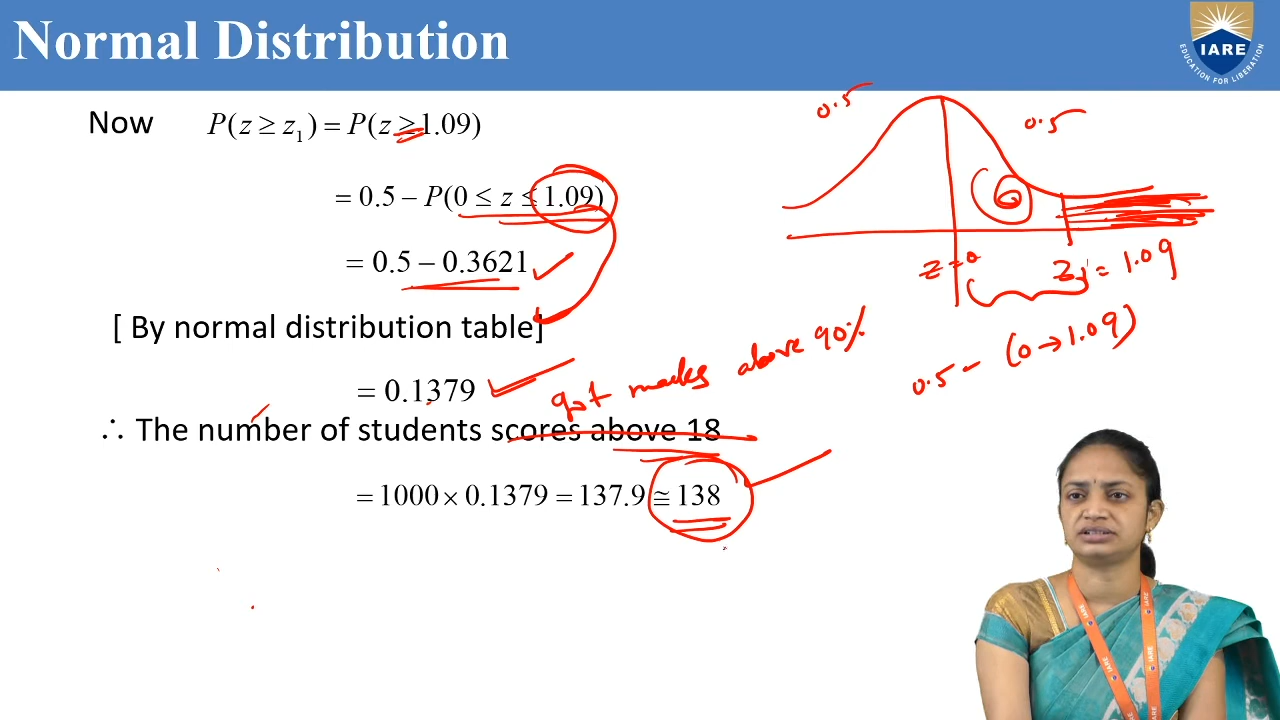 Normal Distribution
IARE
EDUCATION FOR LIBERATION
Now P(z ≥ z₁) = P(z ≥ 1.09)
= 0.5 − P(0 ≤ z ≤ 1.09)
= 0.5 − 0.3621
[ By normal distribution table]
= 0.1379
got marks above 90%
∴ The number of students scores above 18
= 1000 × 0.1379 = 137.9 ≅ 138
0.5
0.5
z = 0
z₁ = 1.09
0.5 - (0 → 1.09)